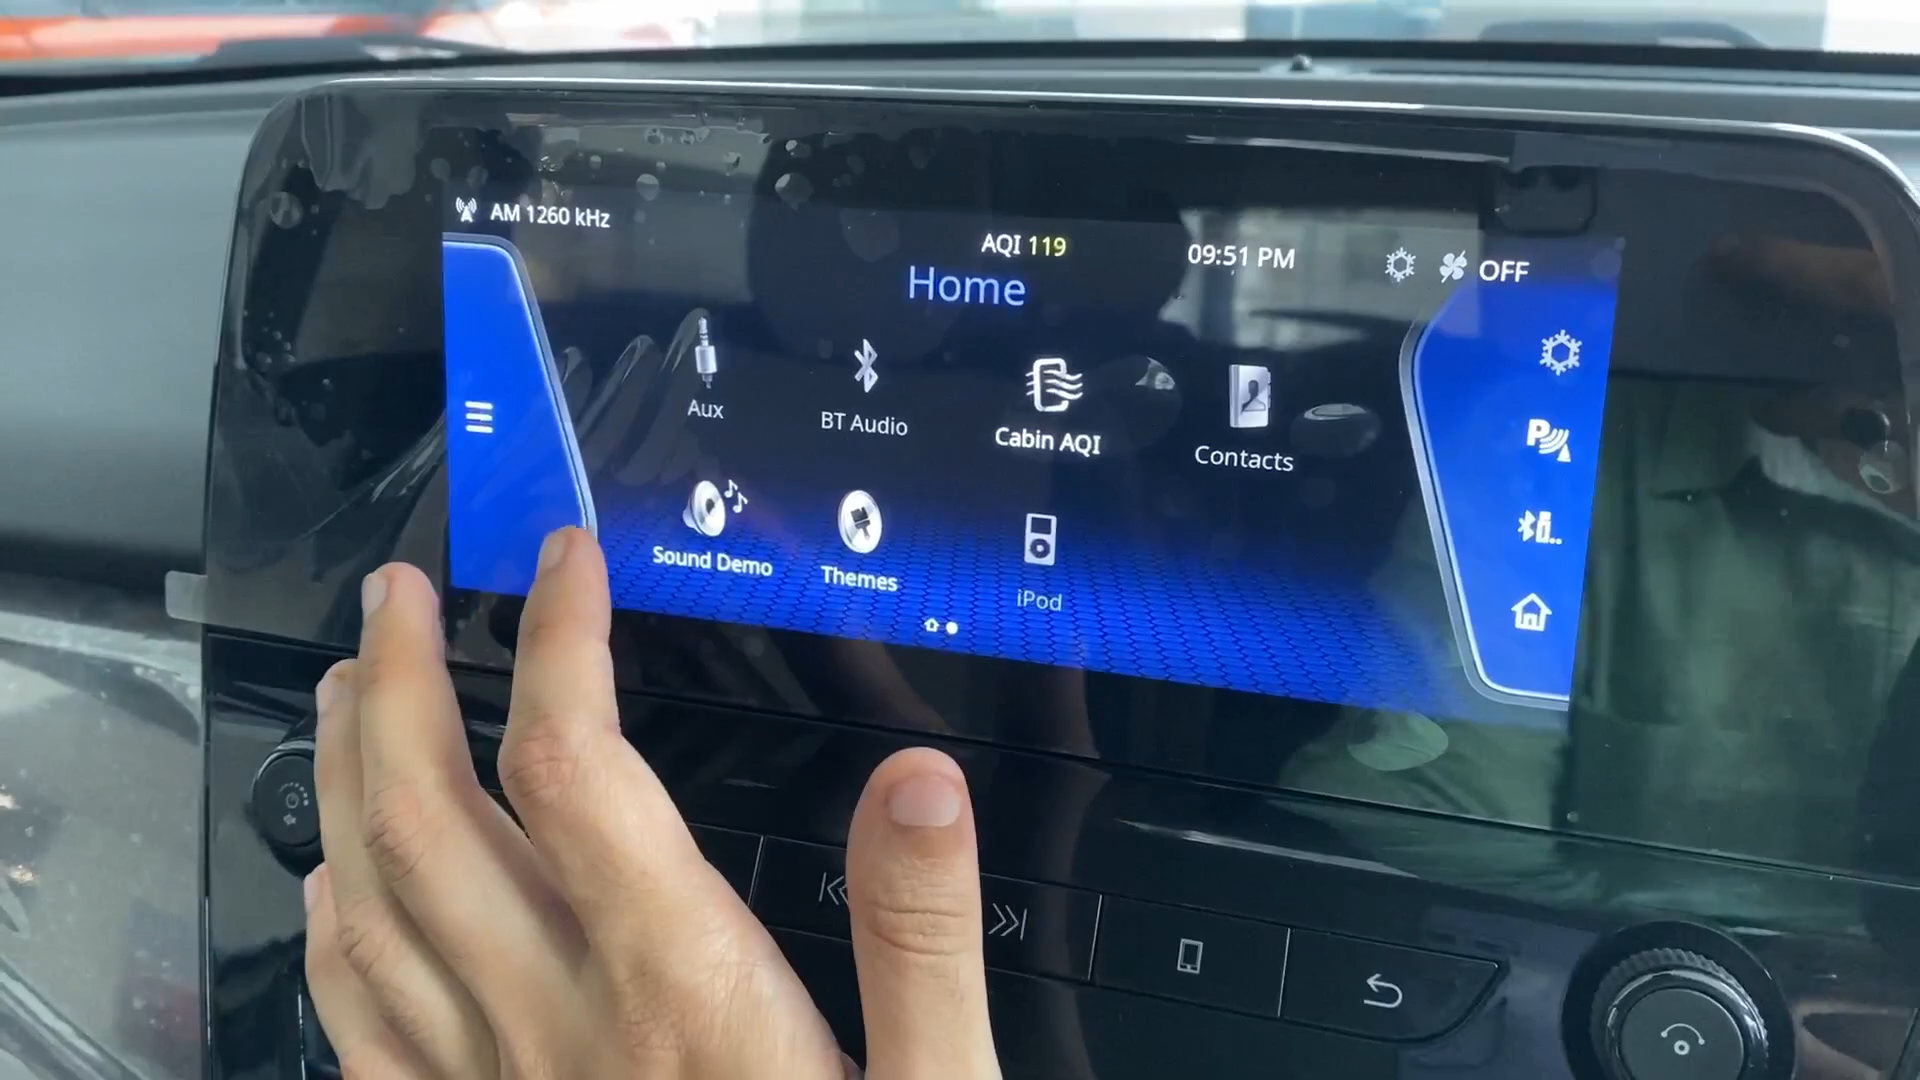 AM 1260 kHz
AQI 119
09:51 PM
OFF
Home
Aux
BT Audio
Cabin AQI
Contacts
Sound Demo
Themes
iPod
P